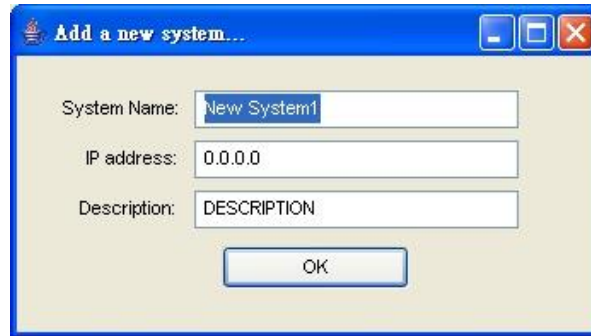 Add a new system...
System Name: New System1
IP address: 0.0.0.0
Description: DESCRIPTION
OK